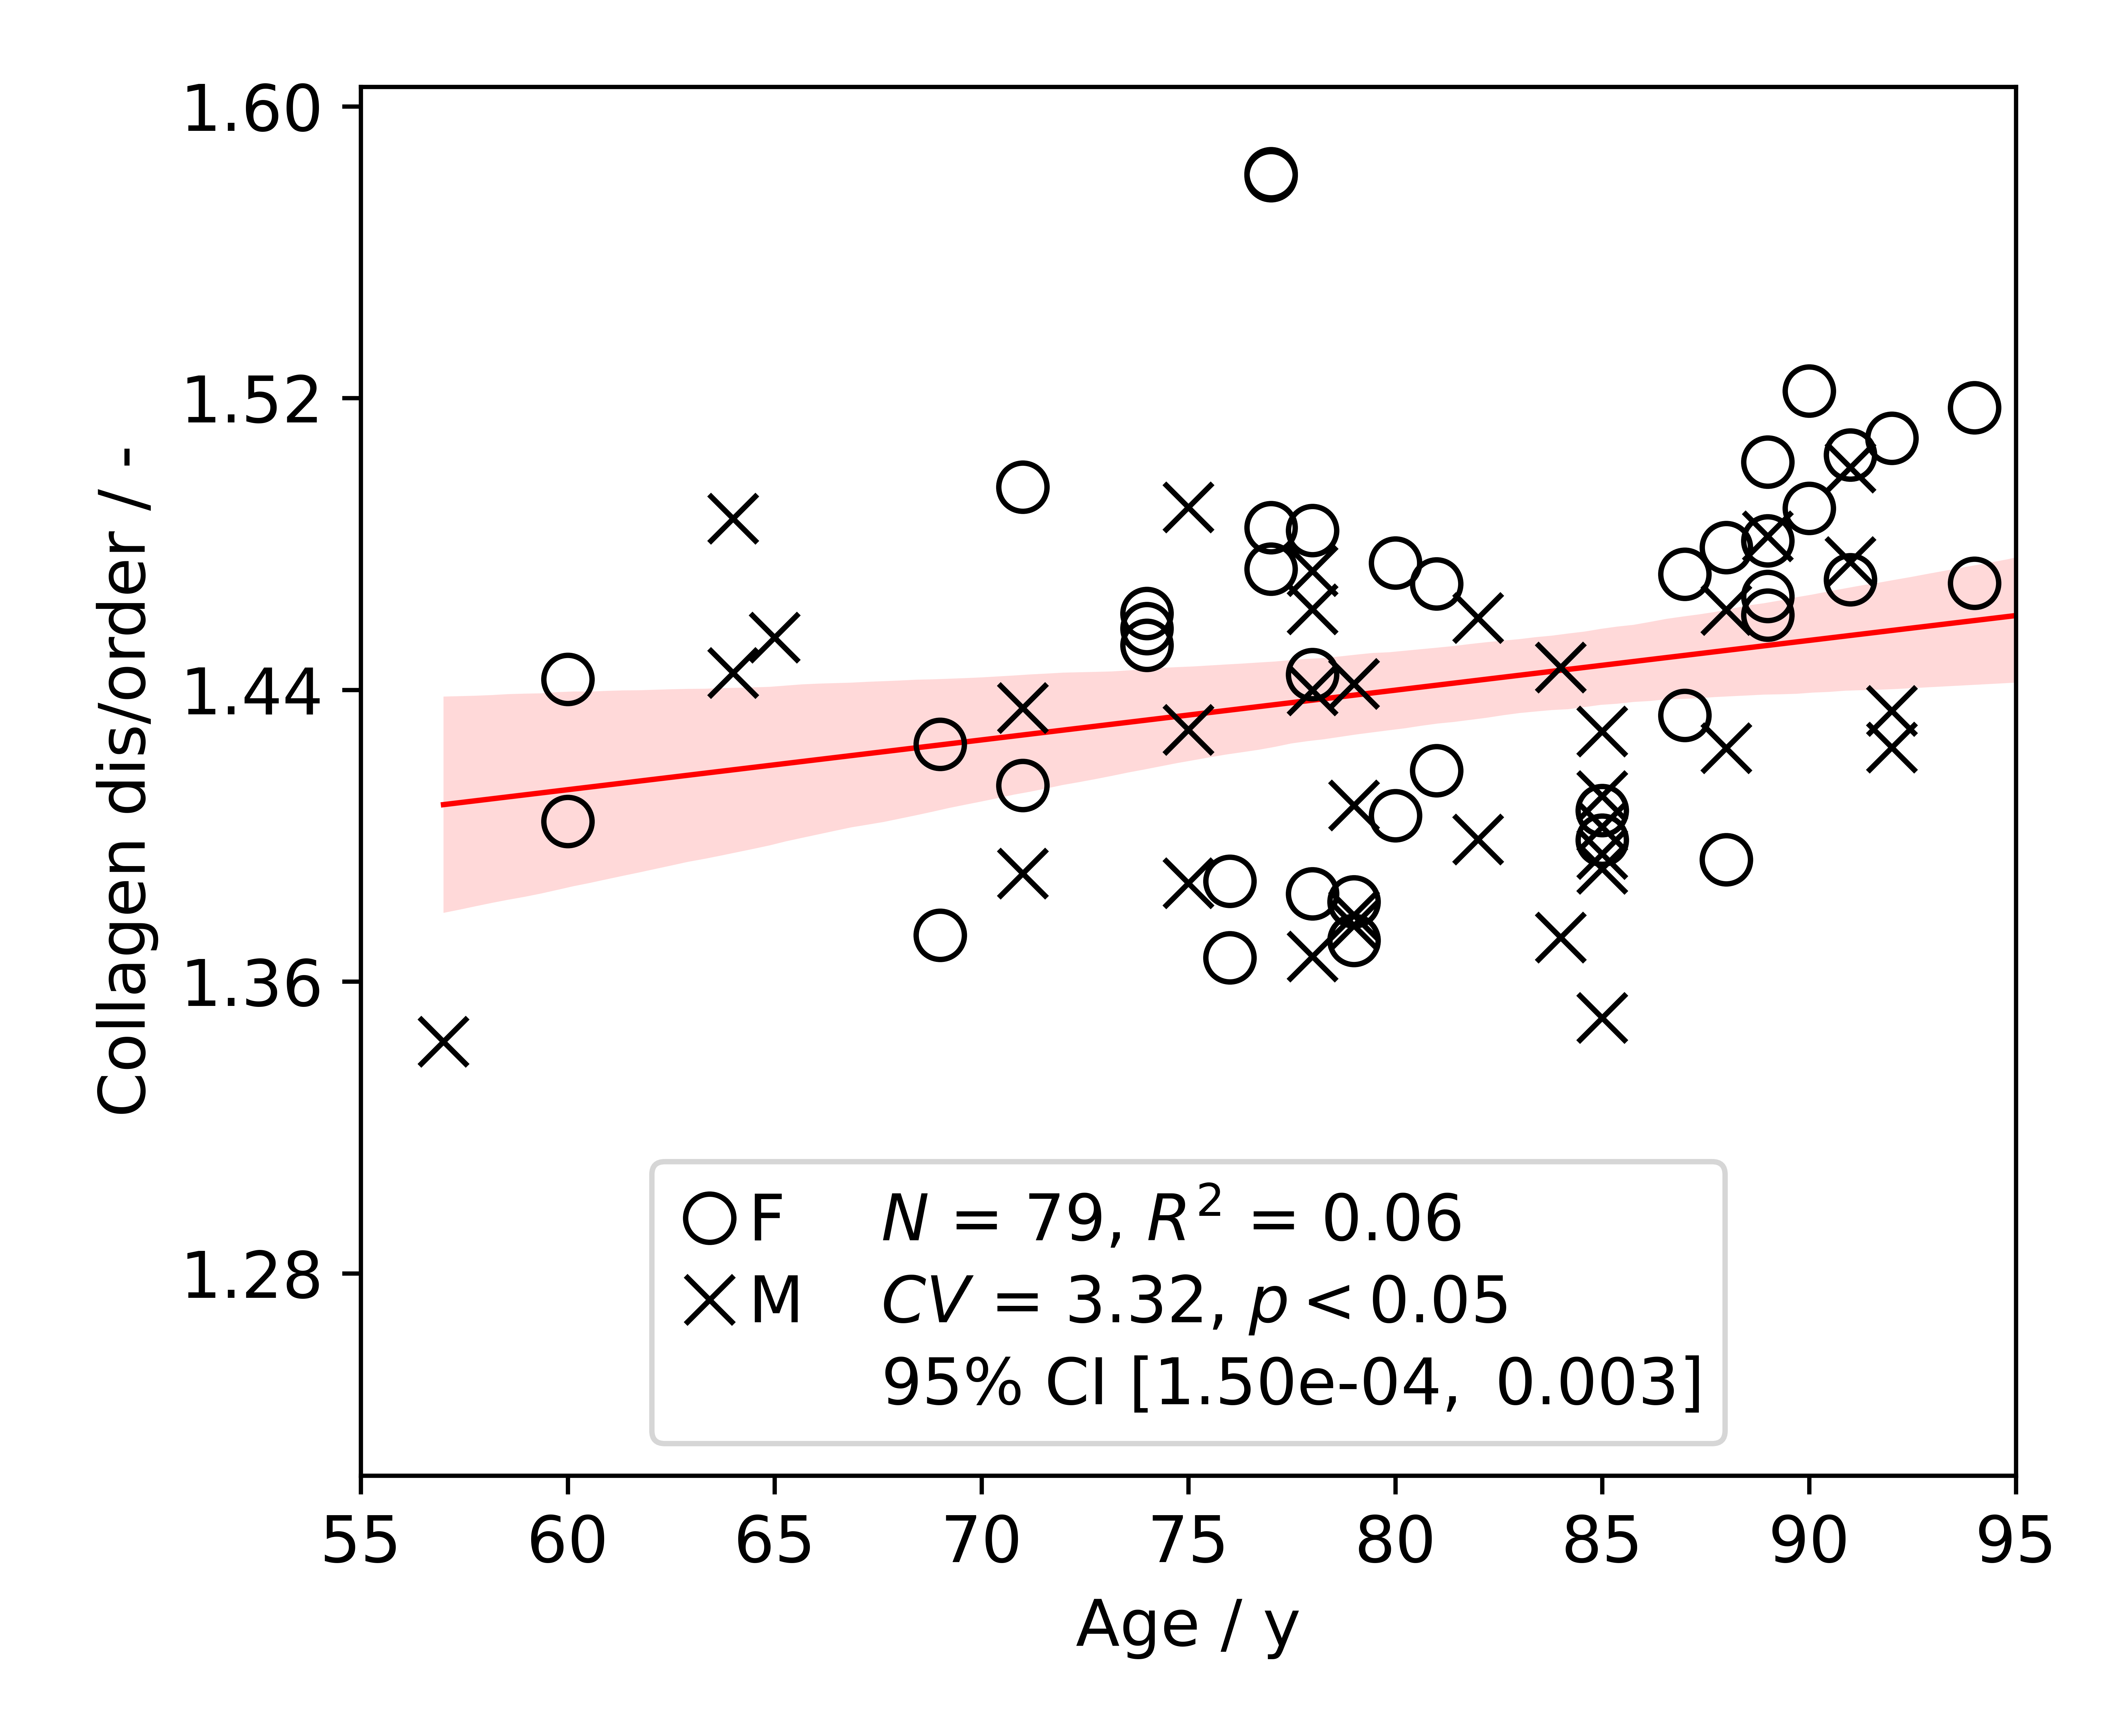 Collagen dis/order / -
1.60
1.52
1.44
1.36
1.28
F N = 79, R² = 0.06
M CV = 3.32, p < 0.05
95% CI [1.50e-04, 0.003]
55 60 65 70 75 80 85 90 95
Age / y